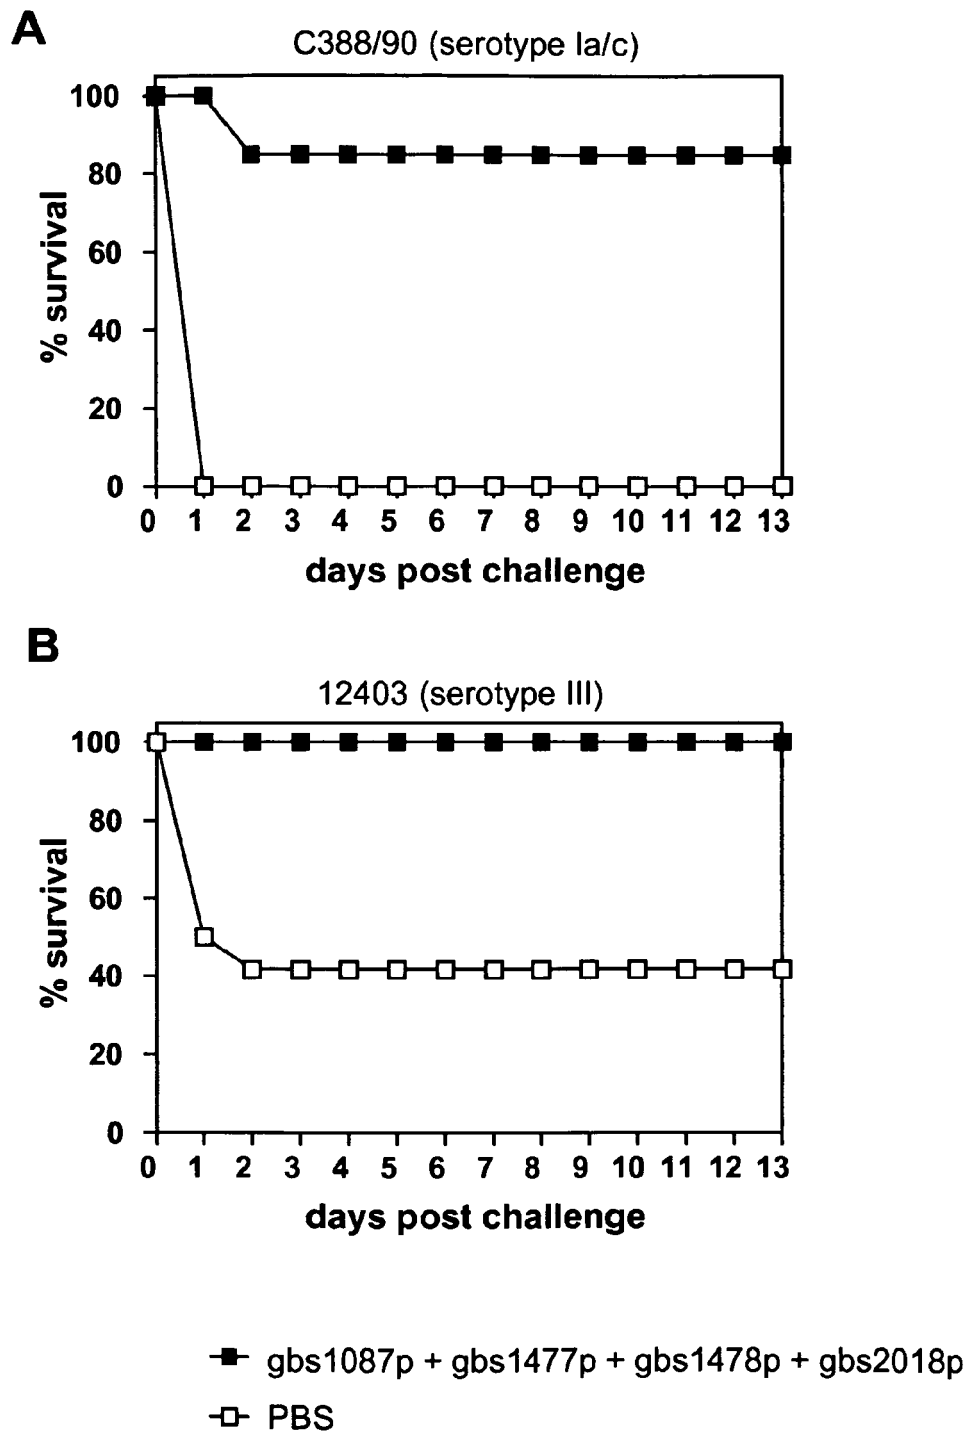 A
C388/90 (serotype Ia/c)
100
80
60
40
20
0
% survival
0 1 2 3 4 5 6 7 8 9 10 11 12 13
days post challenge
B
12403 (serotype III)
100
80
60
40
20
0
% survival
0 1 2 3 4 5 6 7 8 9 10 11 12 13
days post challenge
gbs1087p + gbs1477p + gbs1478p + gbs2018p
PBS